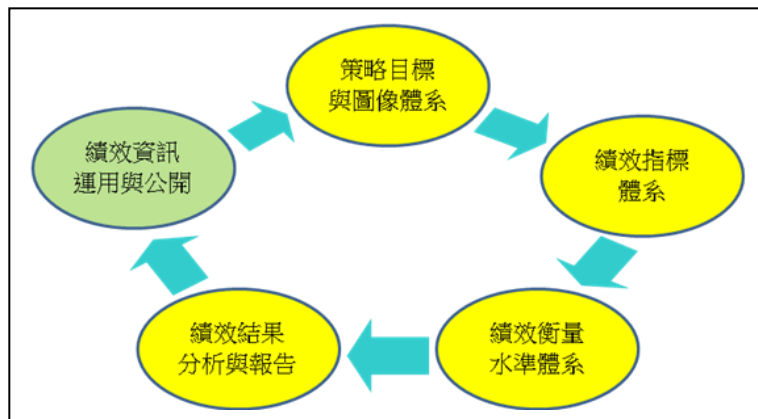 策略目標
與圖像體系
績效指標
體系
績效衡量
水準體系
績效結果
分析與報告
績效資訊
運用與公開